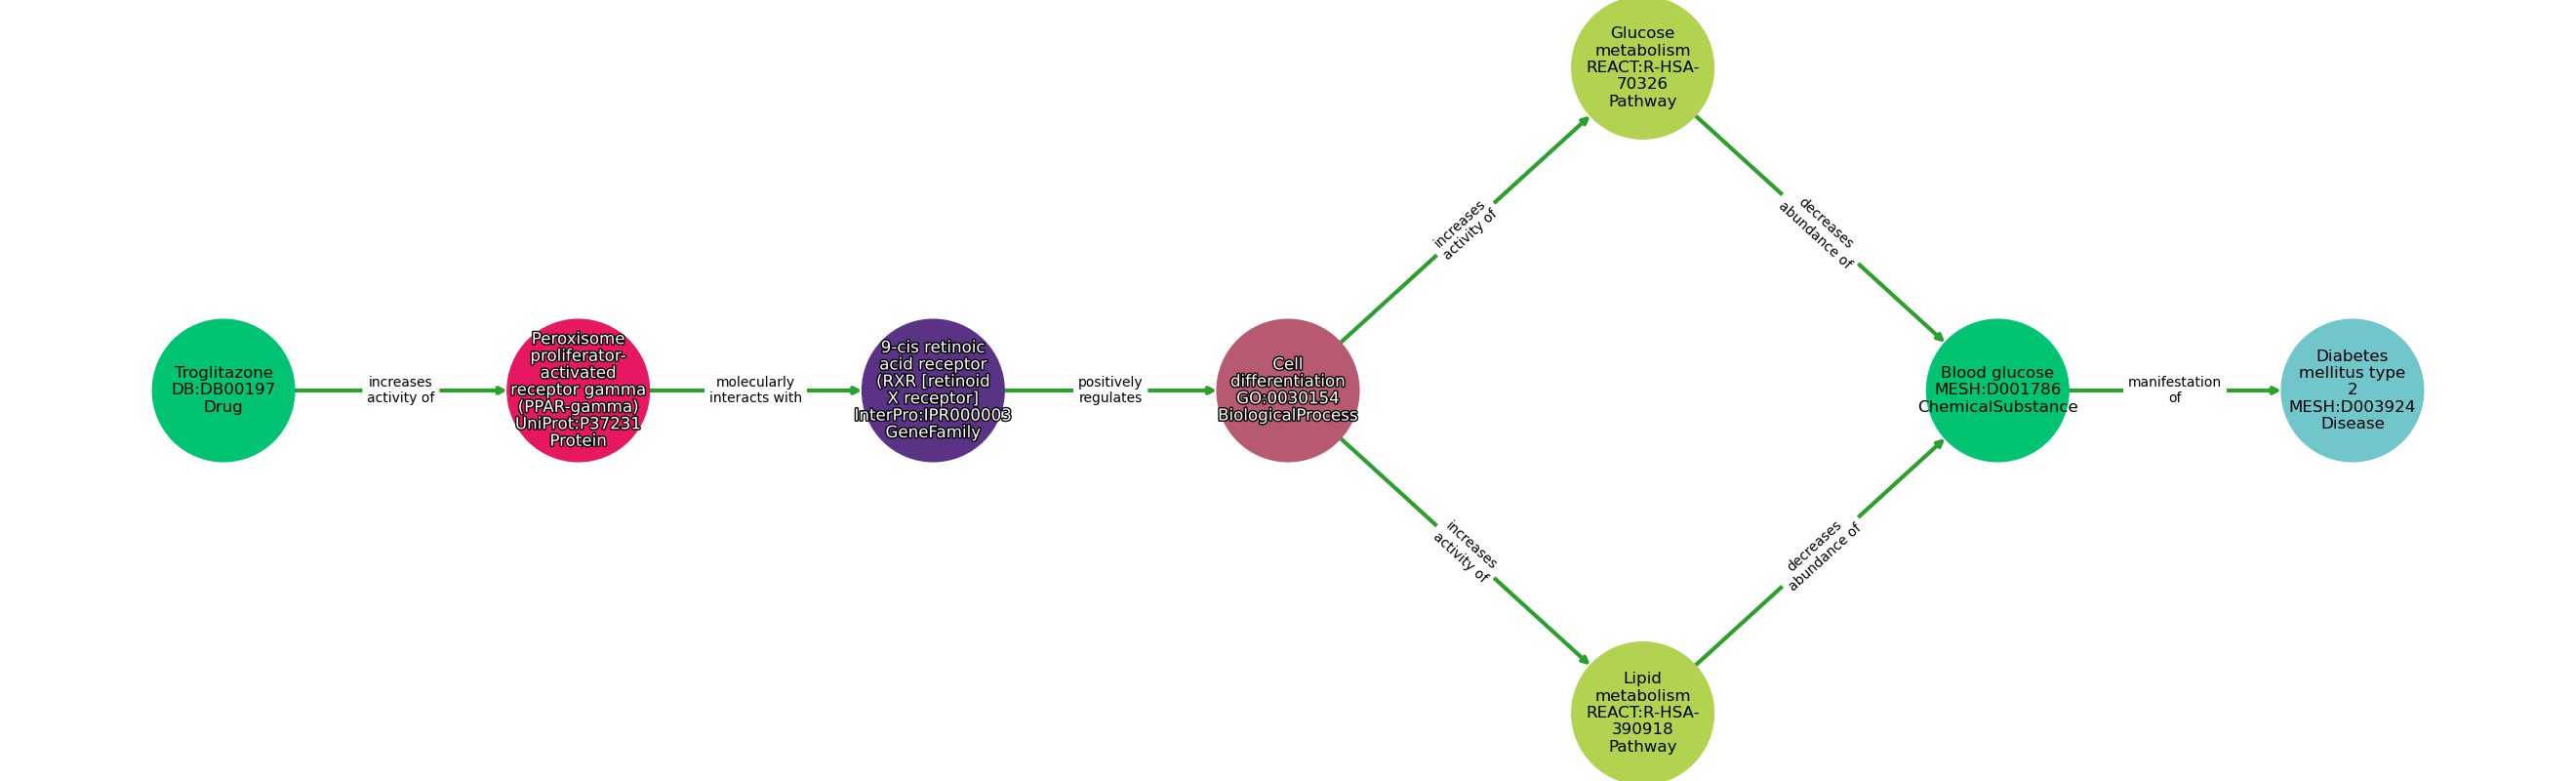 Troglitazone
DB:DB00197
Drug
increases
activity of
Peroxisome
proliferator-
activated
receptor gamma
(PPAR-gamma)
UniProt:P37231
Protein
molecularly
interacts with
9-cis retinoic
acid receptor
(RXR [retinoid
X receptor]
InterPro:IPR000003
GeneFamily
positively
regulates
Cell
differentiation
GO:0030154
BiologicalProcess
increases
activity of
Glucose
metabolism
REACT:R-HSA-
70326
Pathway
decreases
abundance of
increases
activity of
Lipid
metabolism
REACT:R-HSA-
390918
Pathway
decreases
abundance of
Blood glucose
MESH:D001786
ChemicalSubstance
manifestation
of
Diabetes
mellitus type
2
MESH:D003924
Disease